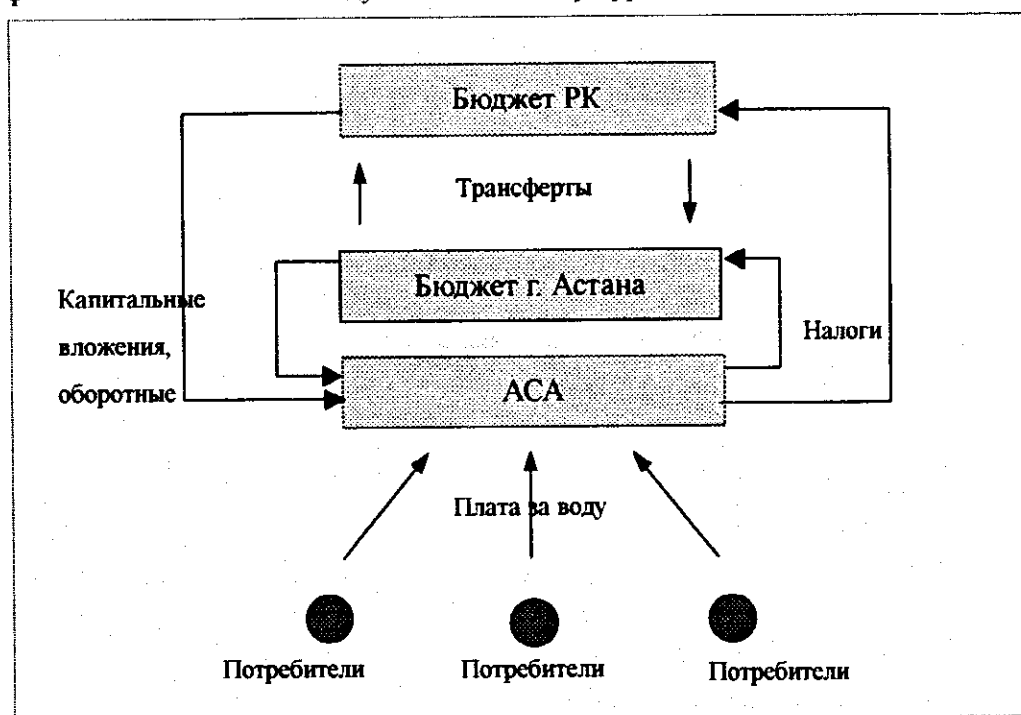 Бюджет РК
Трансферты
Бюджет г. Астана
Капитальные
вложения,
оборотные
Налоги
АСА
Плата за воду
Потребители
Потребители
Потребители